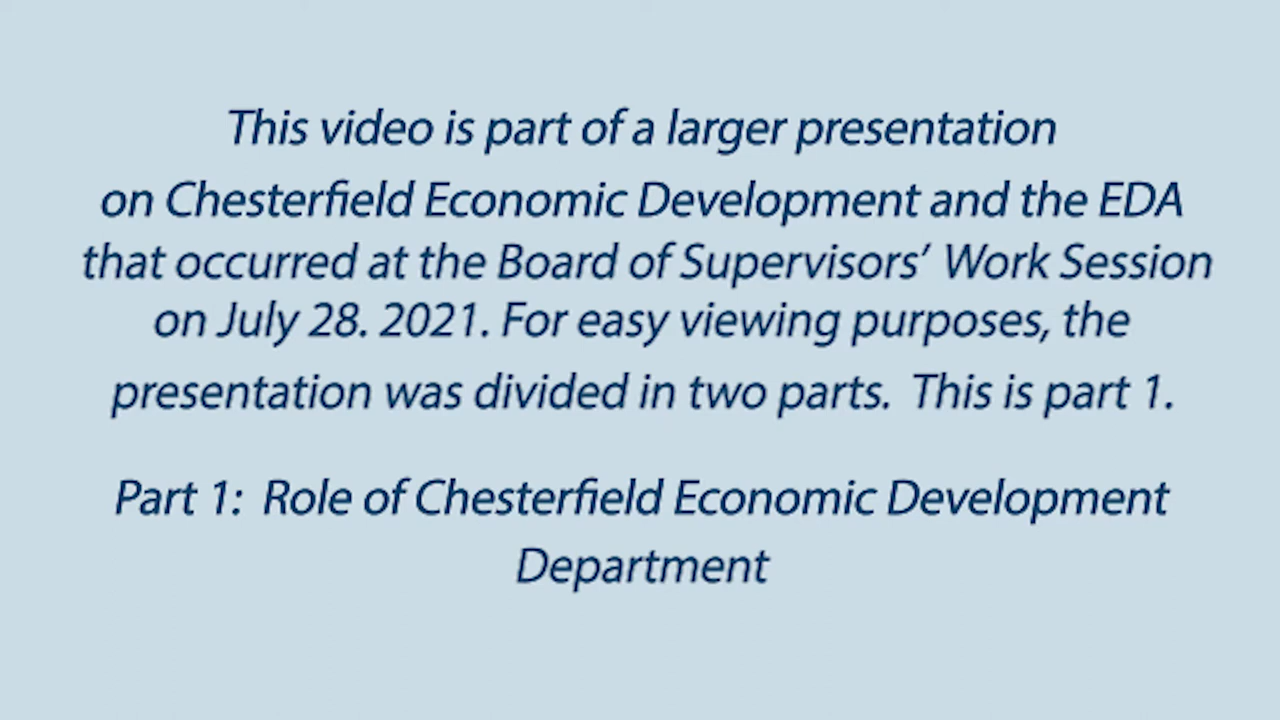 This video is part of a larger presentation
on Chesterfield Economic Development and the EDA
that occurred at the Board of Supervisors’ Work Session
on July 28. 2021. For easy viewing purposes, the
presentation was divided in two parts.  This is part 1.
Part 1:  Role of Chesterfield Economic Development
Department